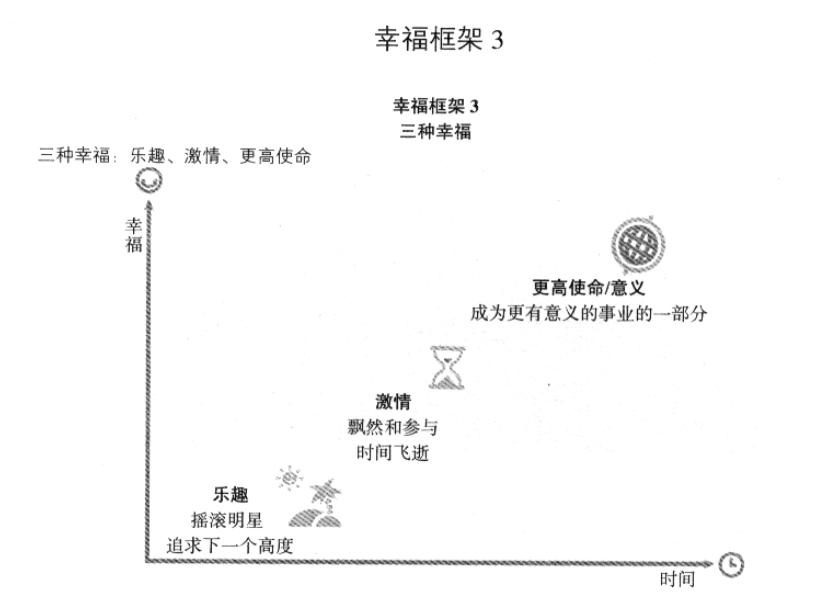 幸福框架 3
幸福框架 3
三种幸福
三种幸福：乐趣、激情、更高使命
幸福
更高使命/意义
成为更有意义的事业的一部分
激情
飘然和参与
时间飞逝
乐趣
摇滚明星
追求下一个高度
时间